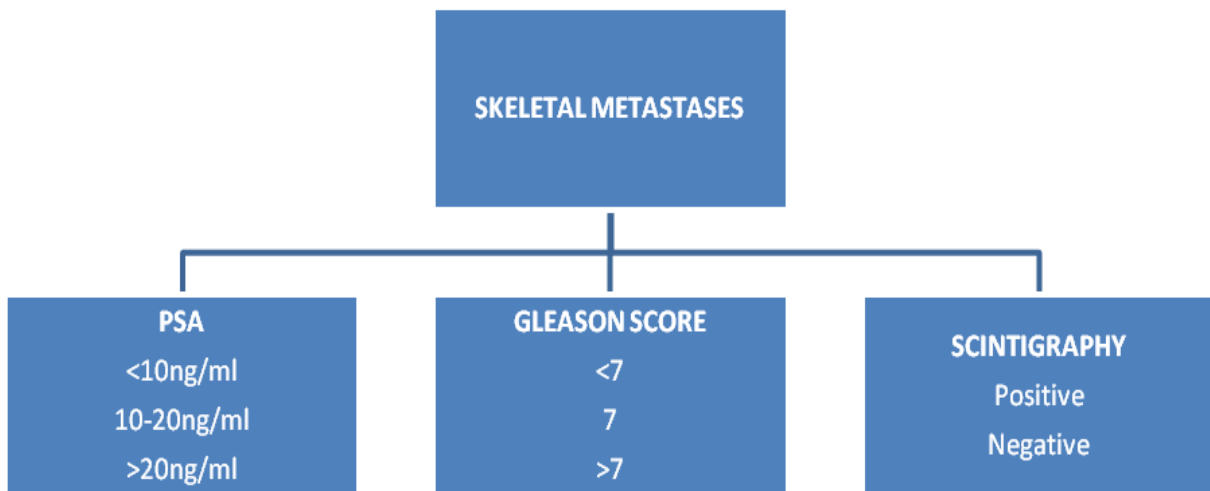 SKELETAL METASTASES
PSA
<10ng/ml
10-20ng/ml
>20ng/ml
GLEASON SCORE
<7
7
>7
SCINTIGRAPHY
Positive
Negative